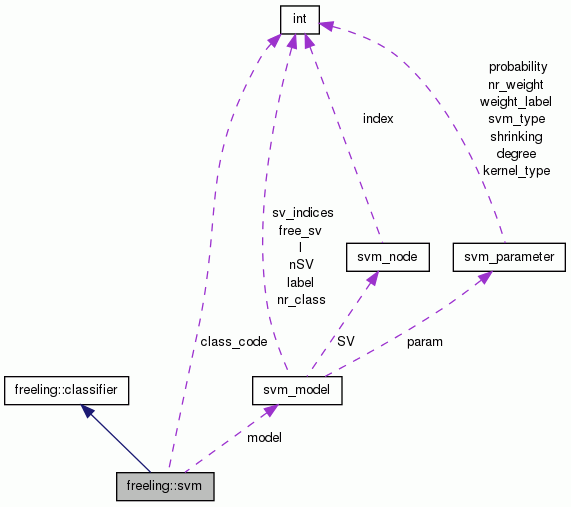 int
probability
nr_weight
weight_label
svm_type
shrinking
degree
kernel_type
index
sv_indices
free_sv
l
nSV
label
nr_class
svm_node
svm_parameter
class_code
SV
param
freeling::classifier
svm_model
model
freeling::svm